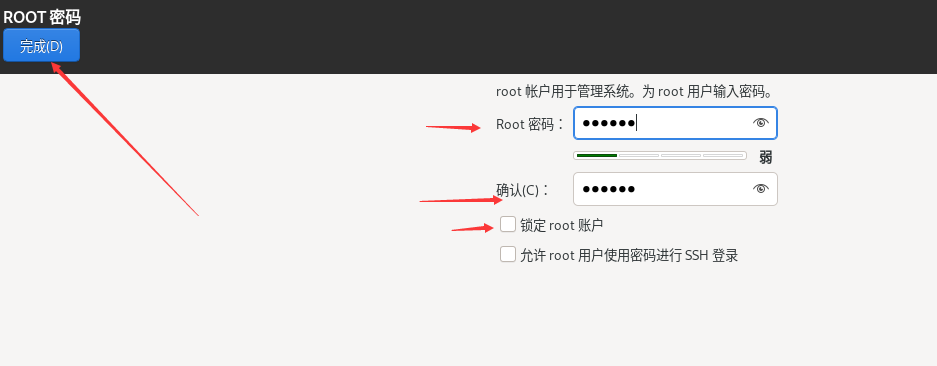 ROOT 密码
完成(D)
root 帐户用于管理系统。为 root 用户输入密码。
Root 密码：
●●●●●●
弱
确认(C)：
●●●●●●
锁定 root 账户
允许 root 用户使用密码进行 SSH 登录